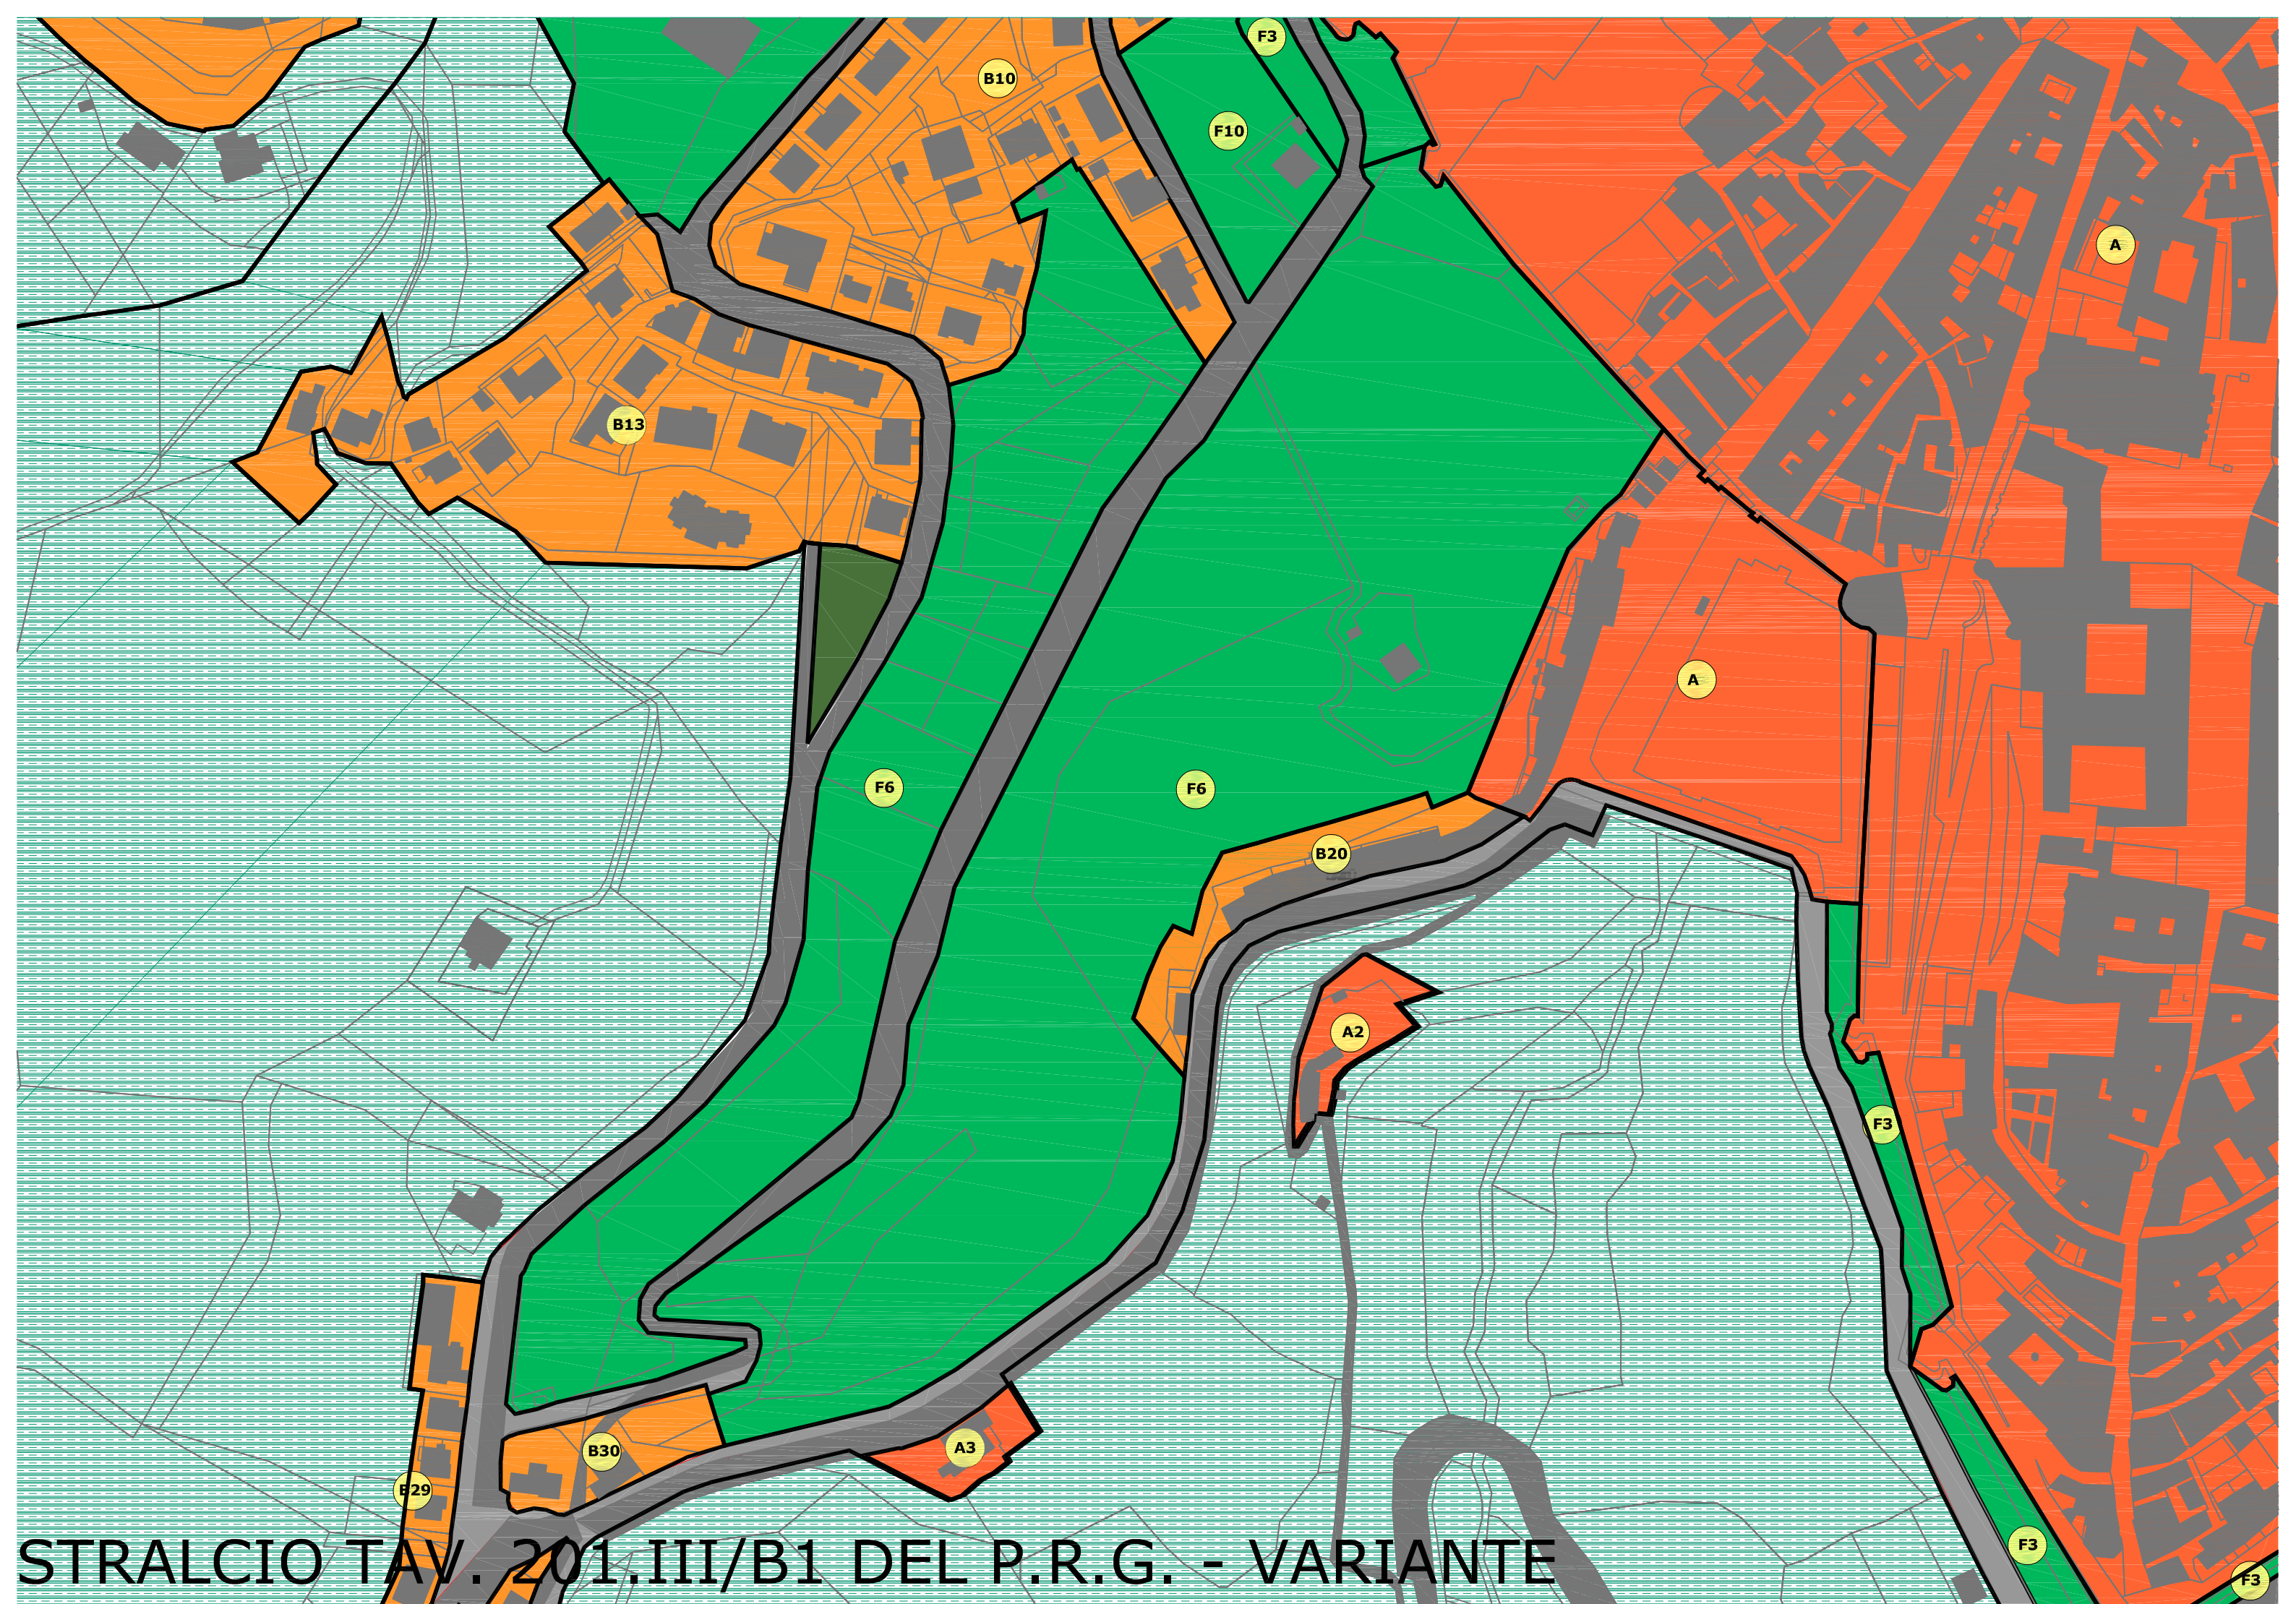 F3
B10
F10
A
B13
A
F6
F6
B20
A2
F3
A3
B30
B29
F3
STRALCIO TAV. 201.III/B1 DEL P.R.G. - VARIANTE
F3